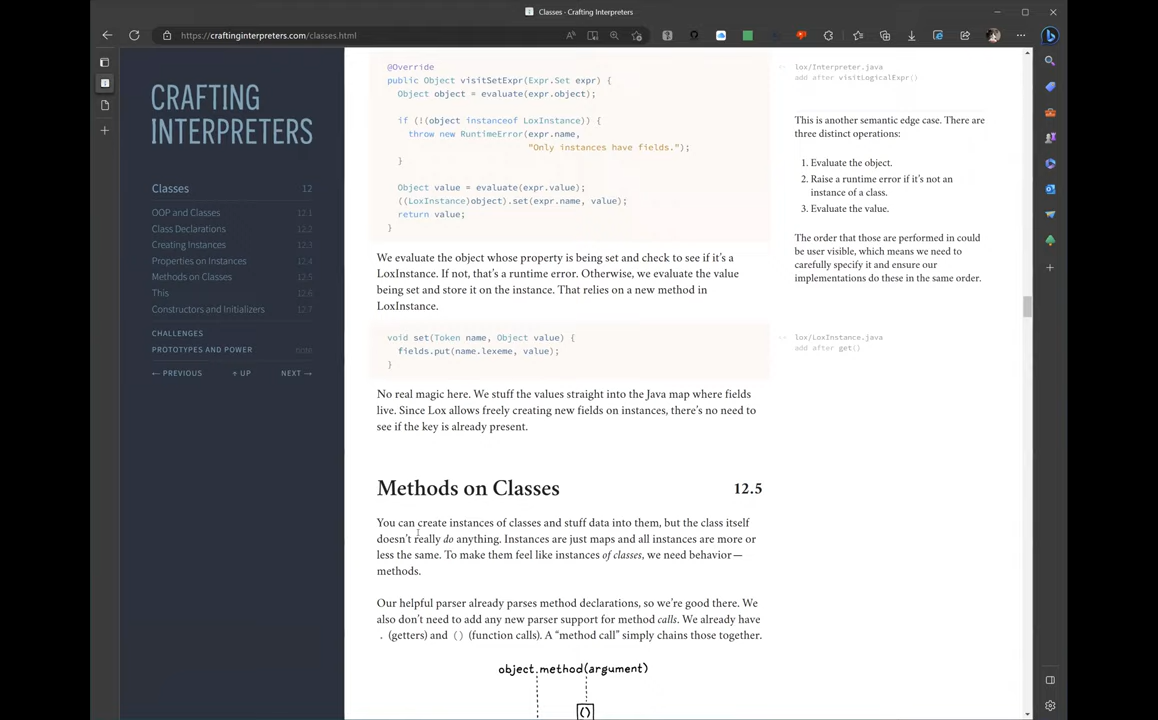 Classes · Crafting Interpreters
https://craftinginterpreters.com/classes.html
CRAFTING
INTERPRETERS
Classes 12
OOP and Classes 12.1
Class Declarations 12.2
Creating Instances 12.3
Properties on Instances 12.4
Methods on Classes 12.5
This 12.6
Constructors and Initializers 12.7
CHALLENGES
PROTOTYPES AND POWER note
← PREVIOUS ↑ UP NEXT →
@Override
public Object visitSetExpr(Expr.Set expr) {
Object object = evaluate(expr.object);
if (!(object instanceof LoxInstance)) {
throw new RuntimeError(expr.name,
"Only instances have fields.");
}
Object value = evaluate(expr.value);
((LoxInstance)object).set(expr.name, value);
return value;
}
lox/Interpreter.java
add after visitLogicalExpr()
This is another semantic edge case. There are
three distinct operations:
1. Evaluate the object.
2. Raise a runtime error if it's not an
instance of a class.
3. Evaluate the value.
The order that those are performed in could
be user visible, which means we need to
carefully specify it and ensure our
implementations do these in the same order.
We evaluate the object whose property is being set and check to see if it's a
LoxInstance. If not, that's a runtime error. Otherwise, we evaluate the value
being set and store it on the instance. That relies on a new method in
LoxInstance.
void set(Token name, Object value) {
fields.put(name.lexeme, value);
}
lox/LoxInstance.java
add after get()
No real magic here. We stuff the values straight into the Java map where fields
live. Since Lox allows freely creating new fields on instances, there's no need to
see if the key is already present.
Methods on Classes 12.5
You can create instances of classes and stuff data into them, but the class itself
doesn't really do anything. Instances are just maps and all instances are more or
less the same. To make them feel like instances of classes, we need behavior—
methods.
Our helpful parser already parses method declarations, so we're good there. We
also don't need to add any new parser support for method calls. We already have
. (getters) and () (function calls). A "method call" simply chains those together.
object.method(argument)
()